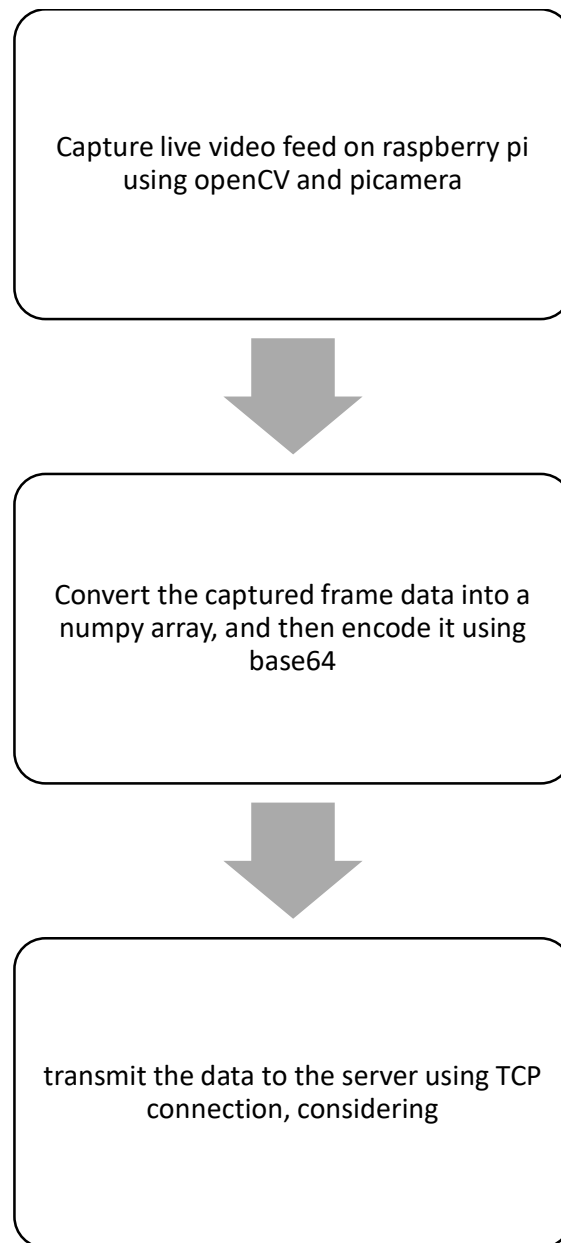 Capture live video feed on raspberry pi
using openCV and picamera
Convert the captured frame data into a
numpy array, and then encode it using
base64
transmit the data to the server using TCP
connection, considering